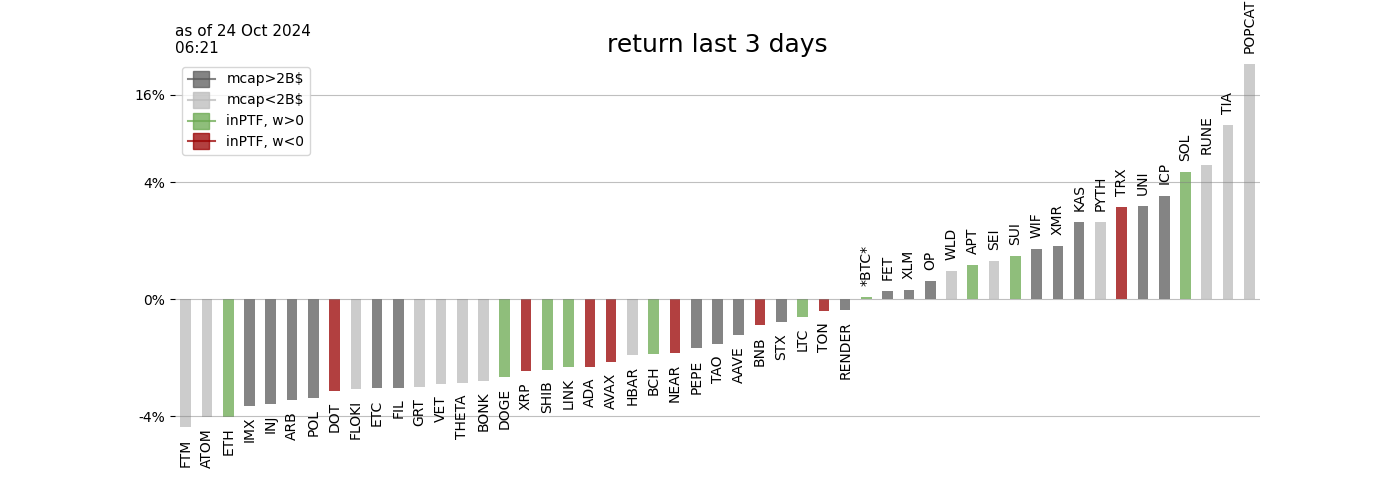 as of 24 Oct 2024
06:21
return last 3 days
mcap>2B$
mcap<2B$
inPTF, w>0
inPTF, w<0
16%
4%
0%
-4%
FTM
ATOM
ETH
IMX
INJ
ARB
POL
DOT
FLOKI
ETC
FIL
GRT
VET
THETA
BONK
DOGE
XRP
SHIB
LINK
ADA
AVAX
HBAR
BCH
NEAR
PEPE
TAO
AAVE
BNB
STX
LTC
TON
RENDER
*BTC*
FET
XLM
OP
WLD
APT
SEI
SUI
WIF
XMR
KAS
PYTH
TRX
UNI
ICP
SOL
RUNE
TIA
POPCAT